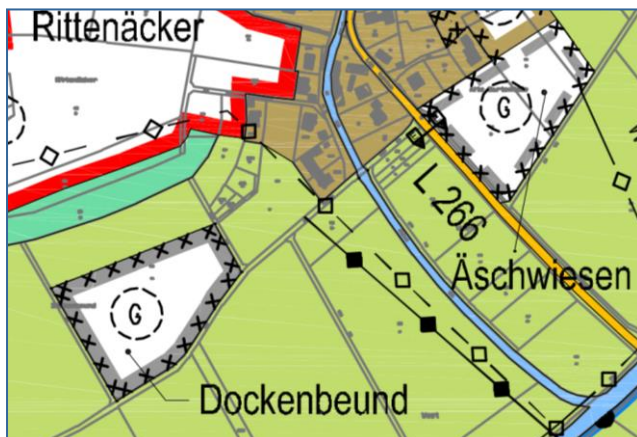 Rittenäcker
G
L 266
Äschwiesen
G
Dockenbeund